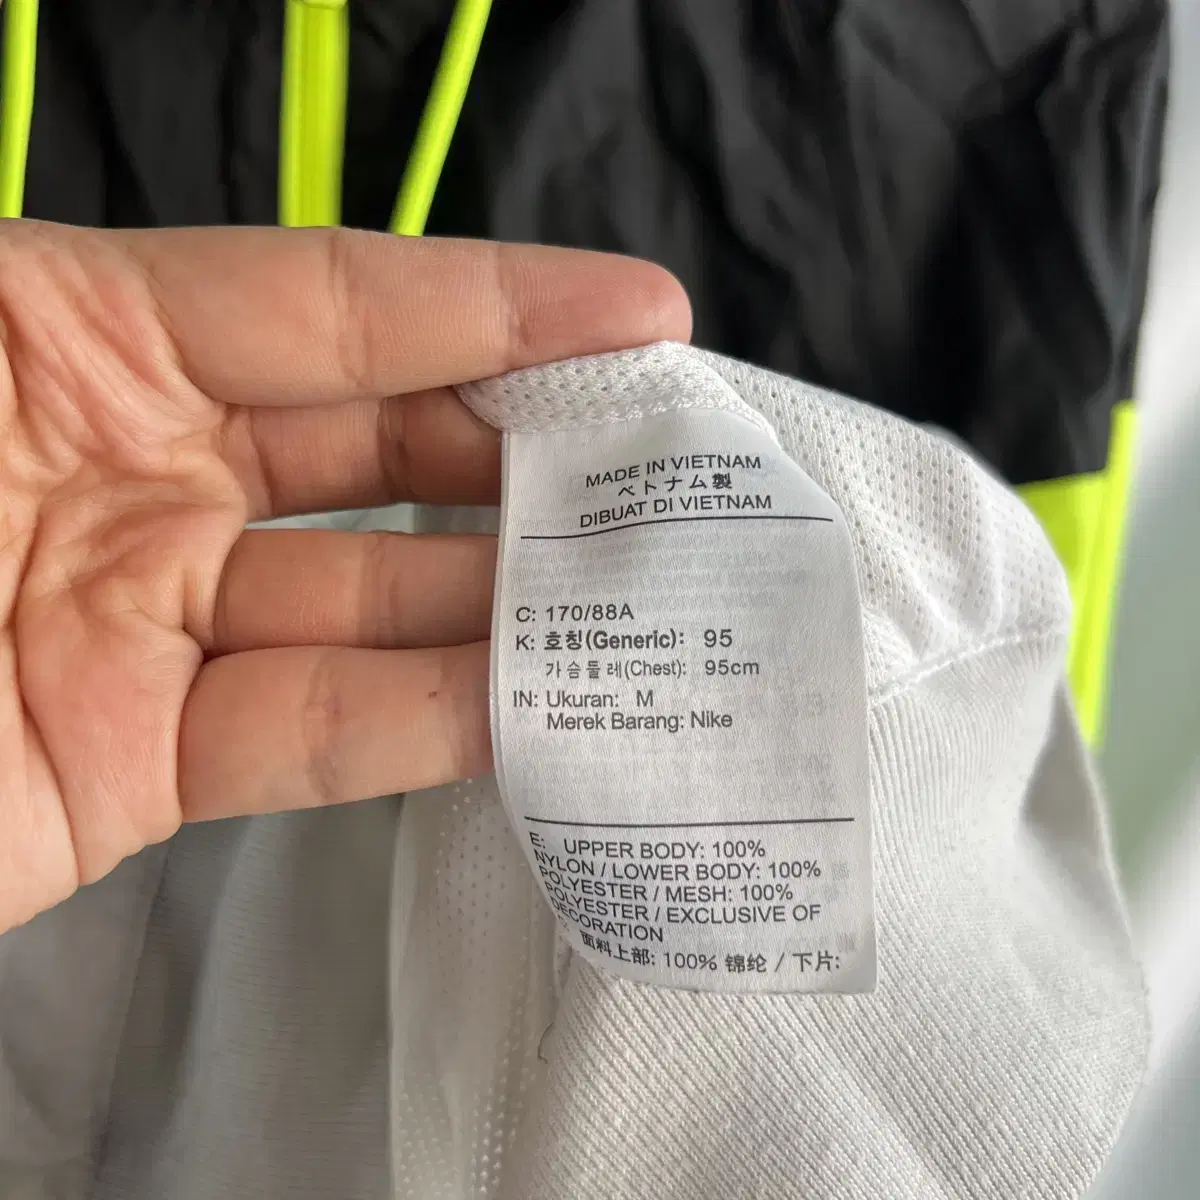 MADE IN VIETNAM
ベトナム製
DIBUAT DI VIETNAM
C: 170/88A
K: 호칭(Generic): 95
가슴둘레(Chest): 95cm
IN: Ukuran: M
Merek Barang: Nike
E: UPPER BODY: 100%
NYLON / LOWER BODY: 100%
POLYESTER / MESH: 100%
POLYESTER / EXCLUSIVE OF
DECORATION
面料上部: 100% 锦纶 / 下片: